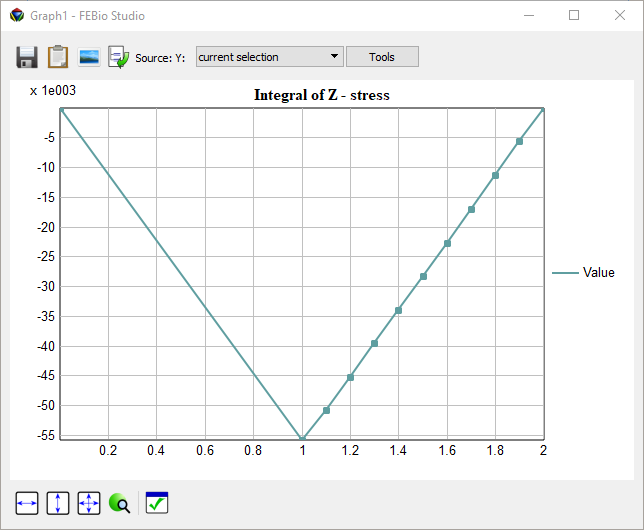 Graph1 - FEBio Studio
Source: Y: current selection Tools
x 1e003
Integral of Z - stress
-5
-10
-15
-20
-25
-30
-35
-40
-45
-50
-55
Value
0.2 0.4 0.6 0.8 1 1.2 1.4 1.6 1.8 2